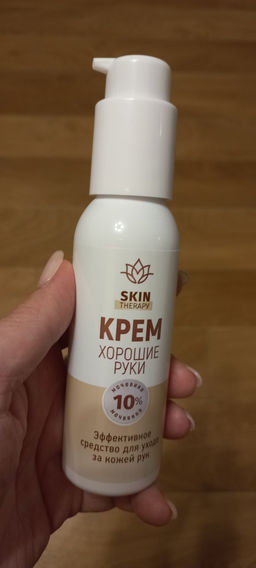 SKIN
THERAPY
КРЕМ
ХОРОШИЕ
РУКИ
мочевина
10%
мочевина
Эффективное
средство для ухода
за кожей рук